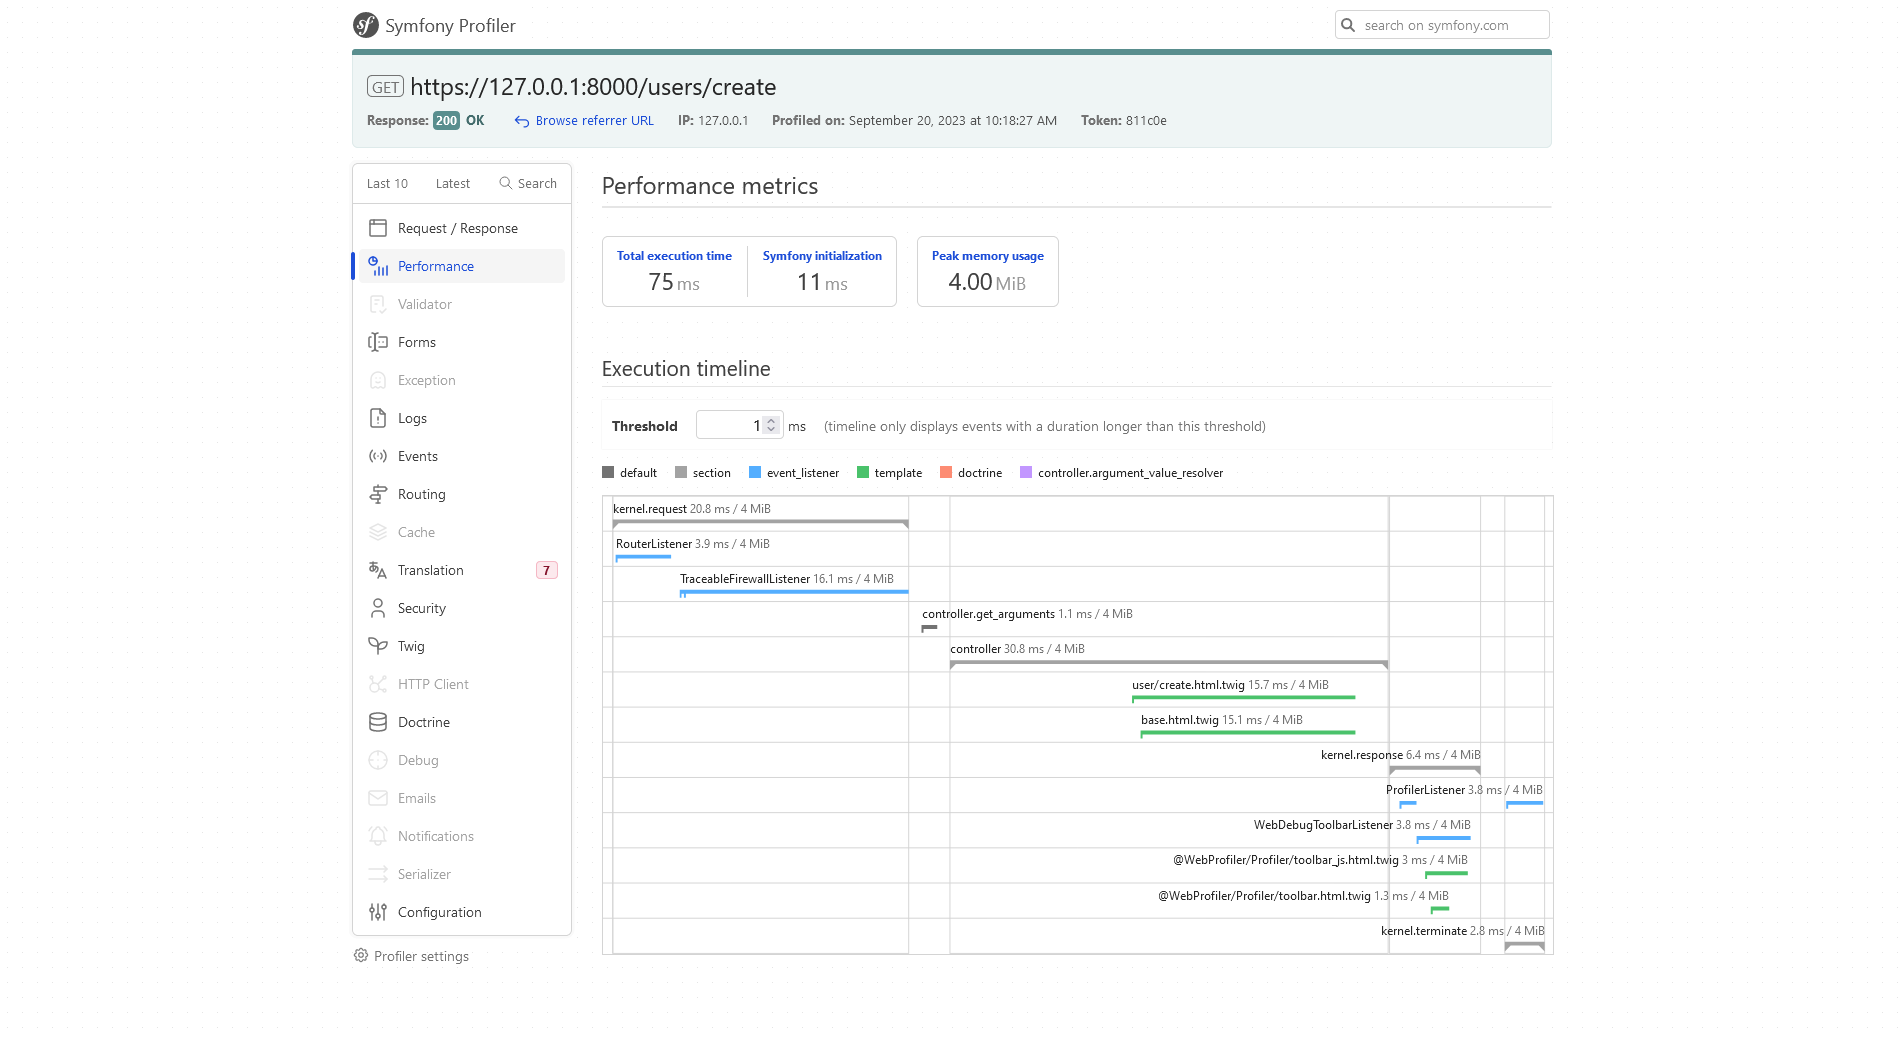 Symfony Profiler
search on symfony.com
GET https://127.0.0.1:8000/users/create
Response: 200 OK Browse referrer URL IP: 127.0.0.1 Profiled on: September 20, 2023 at 10:18:27 AM Token: 811c0e
Last 10 Latest Search
Request / Response
Performance
Validator
Forms
Exception
Logs
Events
Routing
Cache
Translation 7
Security
Twig
HTTP Client
Doctrine
Debug
Emails
Notifications
Serializer
Configuration
Profiler settings
Performance metrics
Total execution time Symfony initialization Peak memory usage
75 ms 11 ms 4.00 MiB
Execution timeline
Threshold 1 ms (timeline only displays events with a duration longer than this threshold)
default section event_listener template doctrine controller.argument_value_resolver
kernel.request 20.8 ms / 4 MiB
RouterListener 3.9 ms / 4 MiB
TraceableFirewallListener 16.1 ms / 4 MiB
controller.get_arguments 1.1 ms / 4 MiB
controller 30.8 ms / 4 MiB
user/create.html.twig 15.7 ms / 4 MiB
base.html.twig 15.1 ms / 4 MiB
kernel.response 6.4 ms / 4 MiB
ProfilerListener 3.8 ms / 4 MiB
WebDebugToolbarListener 3.8 ms / 4 MiB
@WebProfiler/Profiler/toolbar_js.html.twig 3 ms / 4 MiB
@WebProfiler/Profiler/toolbar.html.twig 1.3 ms / 4 MiB
kernel.terminate 2.8 ms / 4 MiB